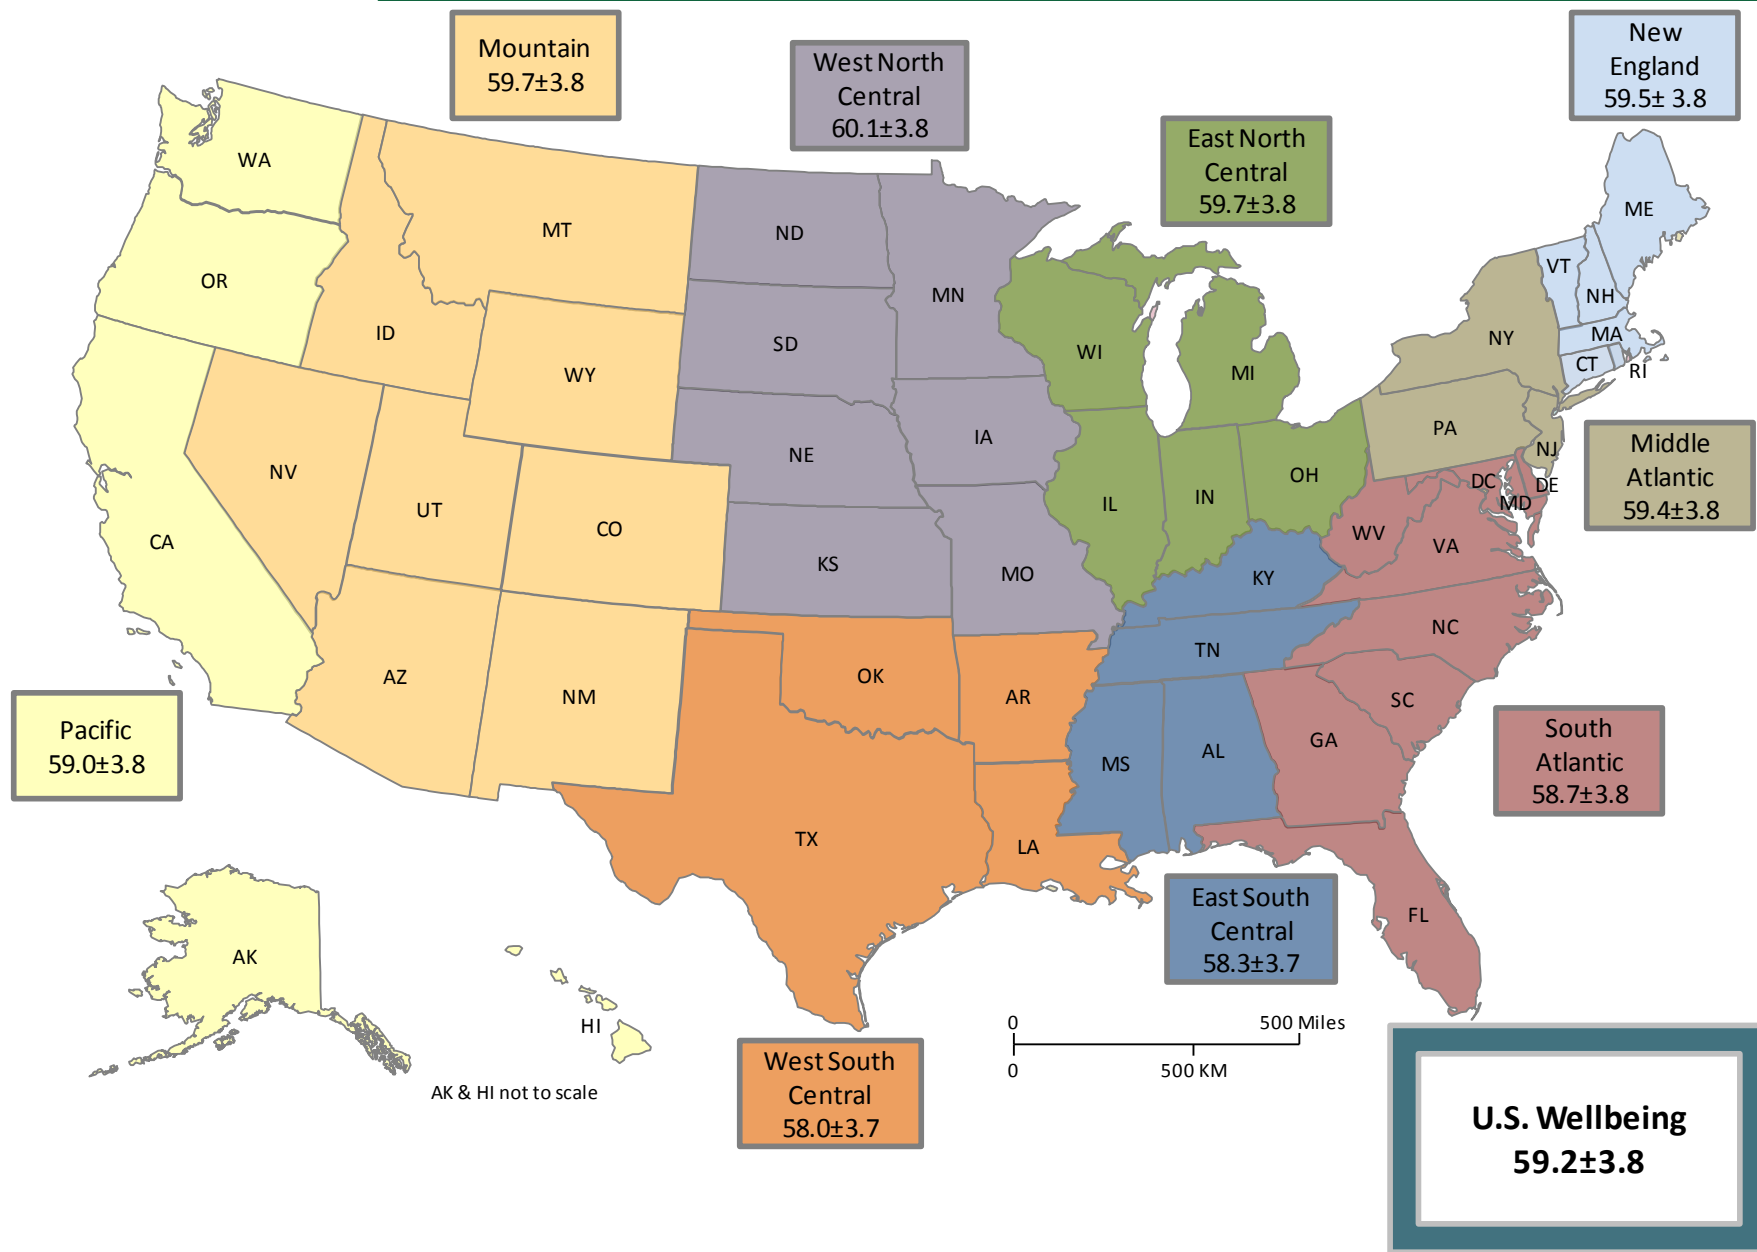 Mountain
59.7±3.8
West North
Central
60.1±3.8
New
England
59.5± 3.8
East North
Central
59.7±3.8
WA
OR
CA
MT
ID
WY
NV
UT
CO
AZ
NM
ND
SD
NE
KS
MN
IA
MO
WI
MI
IL
IN
OH
ME
VT
NH
MA
CT
RI
NY
PA
NJ
DC
DE
MD
WV
VA
KY
NC
TN
SC
GA
OK
AR
TX
LA
MS
AL
FL
AK
HI
Middle
Atlantic
59.4±3.8
Pacific
59.0±3.8
South
Atlantic
58.7±3.8
East South
Central
58.3±3.7
West South
Central
58.0±3.7
0
500 Miles
0
500 KM
AK & HI not to scale
U.S. Wellbeing
59.2±3.8